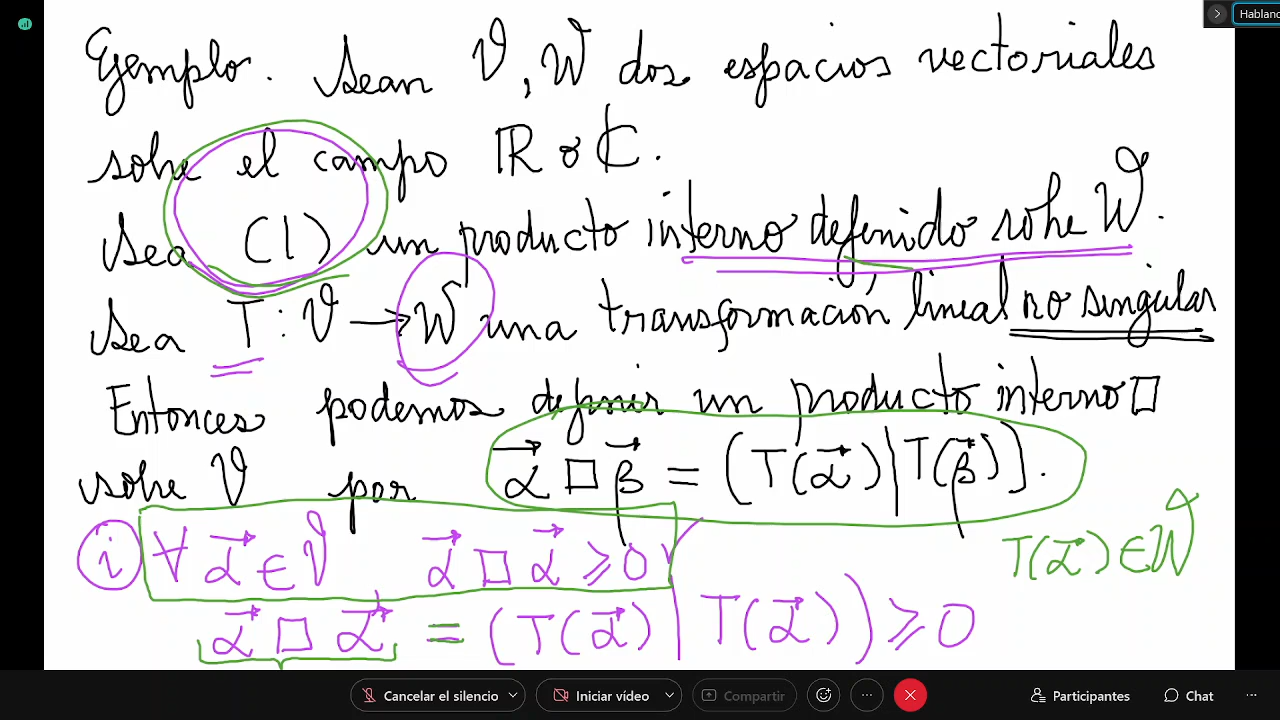 Hablando
Ejemplo. Sean V, W dos espacios vectoriales
sobre el campo ℝ o ℂ.
Sea ( | ) un producto interno definido sobre W.
Sea T : V → W una transformación lineal no singular
Entonces podemos definir un producto interno □
sobre V por α⃗ □ β⃗ = (T(α⃗) | T(β⃗)).
i ∀ α⃗ ∈ V α⃗ □ α⃗ ⩾ 0 ✓
T(α⃗) ∈ W
α⃗ □ α⃗ = (T(α⃗) | T(α⃗)) ⩾ 0
Cancelar el silencio Iniciar vídeo Compartir ... Participantes Chat ...